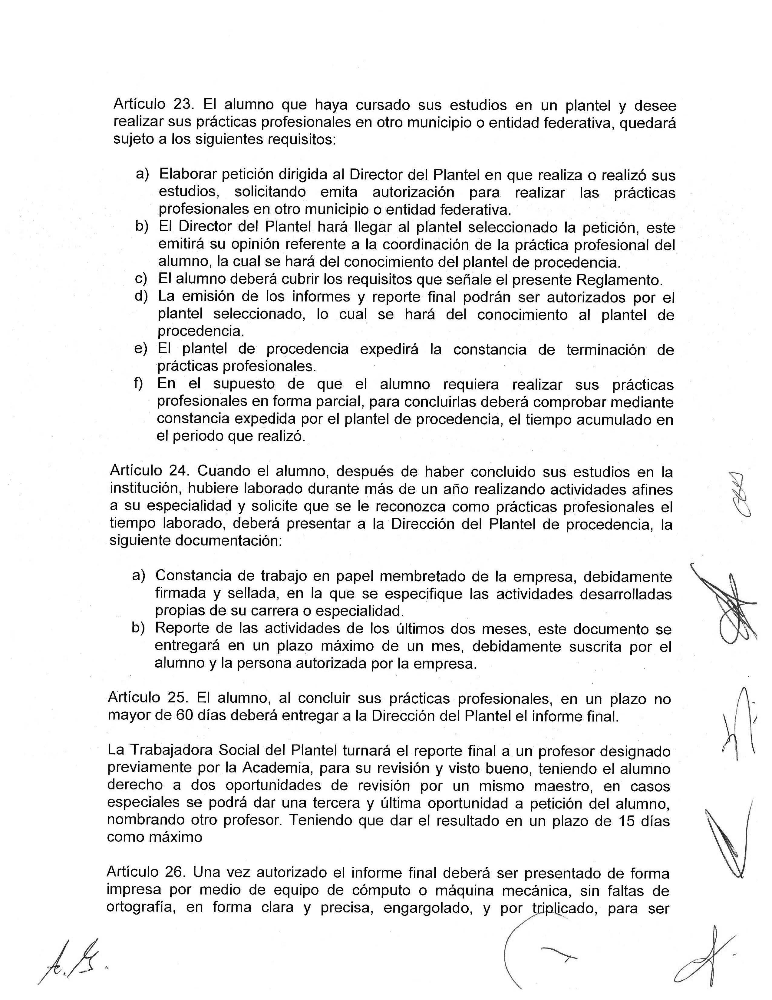 Artículo 23. El alumno que haya cursado sus estudios en un plantel y desee
realizar sus prácticas profesionales en otro municipio o entidad federativa, quedará
sujeto a los siguientes requisitos:
a) Elaborar petición dirigida al Director del Plantel en que realiza o realizó sus
estudios, solicitando emita autorización para realizar las prácticas
profesionales en otro municipio o entidad federativa.
b) El Director del Plantel hará llegar al plantel seleccionado la petición, este
emitirá su opinión referente a la coordinación de la práctica profesional del
alumno, la cual se hará del conocimiento del plantel de procedencia.
c) El alumno deberá cubrir los requisitos que señale el presente Reglamento.
d) La emisión de los informes y reporte final podrán ser autorizados por el
plantel seleccionado, lo cual se hará del conocimiento al plantel de
procedencia.
e) El plantel de procedencia expedirá la constancia de terminación de
prácticas profesionales.
f) En el supuesto de que el alumno requiera realizar sus prácticas
profesionales en forma parcial, para concluirlas deberá comprobar mediante
constancia expedida por el plantel de procedencia, el tiempo acumulado en
el periodo que realizó.
Artículo 24. Cuando el alumno, después de haber concluido sus estudios en la
institución, hubiere laborado durante más de un año realizando actividades afines
a su especialidad y solicite que se le reconozca como prácticas profesionales el
tiempo laborado, deberá presentar a la Dirección del Plantel de procedencia, la
siguiente documentación:
a) Constancia de trabajo en papel membretado de la empresa, debidamente
firmada y sellada, en la que se especifique las actividades desarrolladas
propias de su carrera o especialidad.
b) Reporte de las actividades de los últimos dos meses, este documento se
entregará en un plazo máximo de un mes, debidamente suscrita por el
alumno y la persona autorizada por la empresa.
Artículo 25. El alumno, al concluir sus prácticas profesionales, en un plazo no
mayor de 60 días deberá entregar a la Dirección del Plantel el informe final.
La Trabajadora Social del Plantel turnará el reporte final a un profesor designado
previamente por la Academia, para su revisión y visto bueno, teniendo el alumno
derecho a dos oportunidades de revisión por un mismo maestro, en casos
especiales se podrá dar una tercera y última oportunidad a petición del alumno,
nombrando otro profesor. Teniendo que dar el resultado en un plazo de 15 días
como máximo
Artículo 26. Una vez autorizado el informe final deberá ser presentado de forma
impresa por medio de equipo de cómputo o máquina mecánica, sin faltas de
ortografía, en forma clara y precisa, engargolado, y por triplicado, para ser